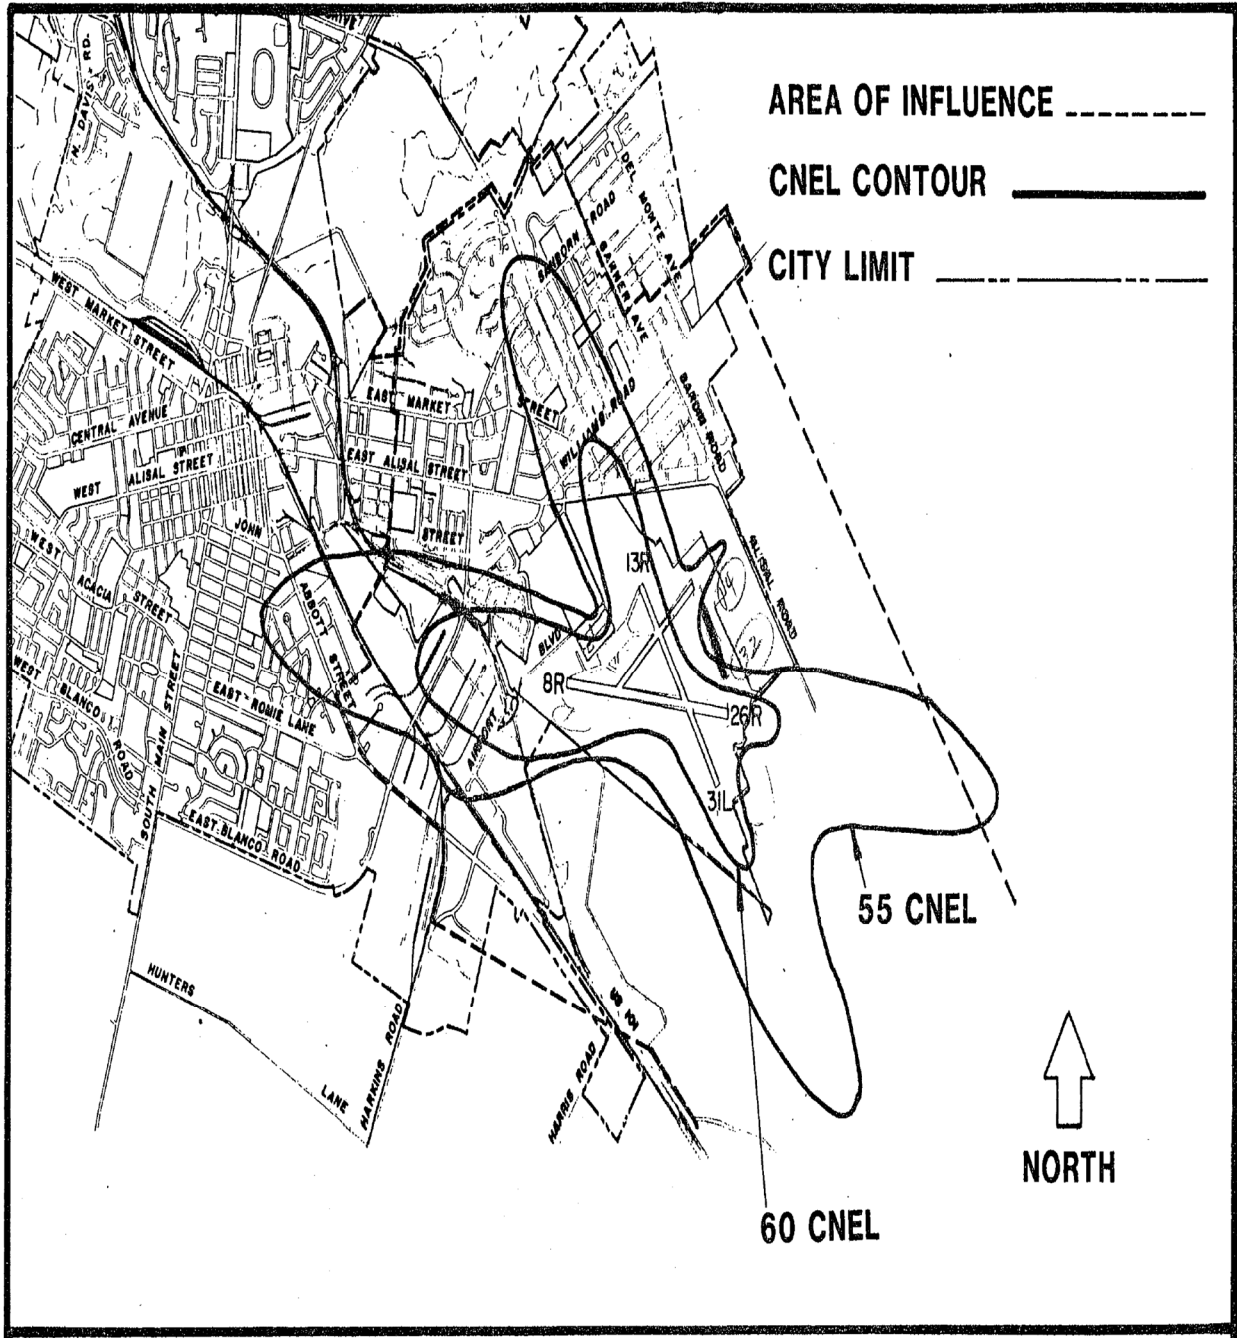 AREA OF INFLUENCE
CNEL CONTOUR
CITY LIMIT
N. DAVIS RD.
SANBORN ROAD
DEL MONTE AVE
GARNER AVE
WEST MARKET STREET
EAST MARKET STREET
WILLIAMS ROAD
BARDIN ROAD
CENTRAL AVENUE
WEST ALISAL STREET
EAST ALISAL STREET
STREET
JOHN
WEST ACACIA STREET
ABBOTT STREET
13R
ALISAL ROAD
BLVD
AIRPORT
8R
26R
31L
WEST BLANCO ROAD
SOUTH MAIN STREET
EAST ROMIE LANE
EAST BLANCO ROAD
55 CNEL
HUNTERS LANE
HARKINS ROAD
HARRIS ROAD
US 101
NORTH
60 CNEL